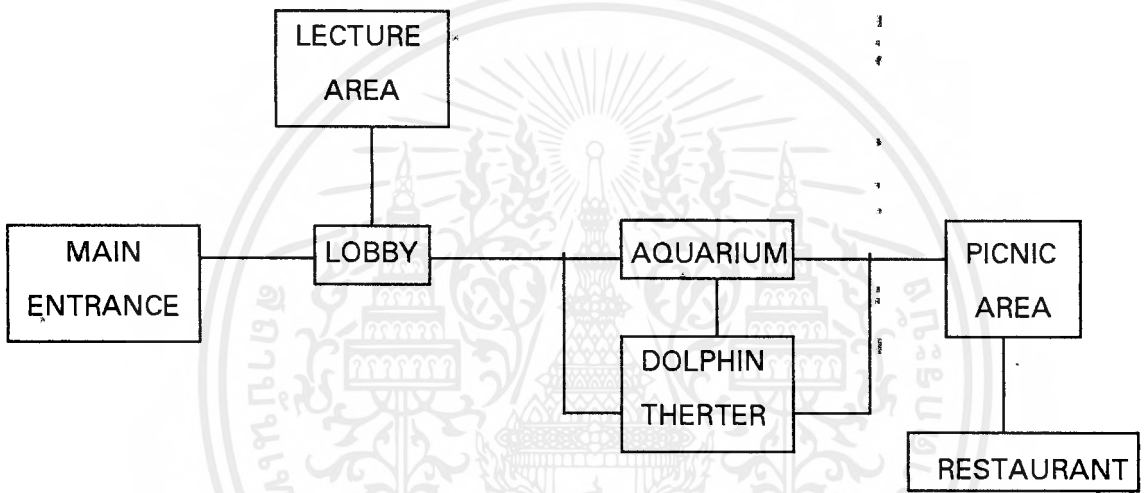 LECTURE
AREA
MAIN
ENTRANCE
LOBBY
AQUARIUM
PICNIC
AREA
DOLPHIN
THERTER
RESTAURANT